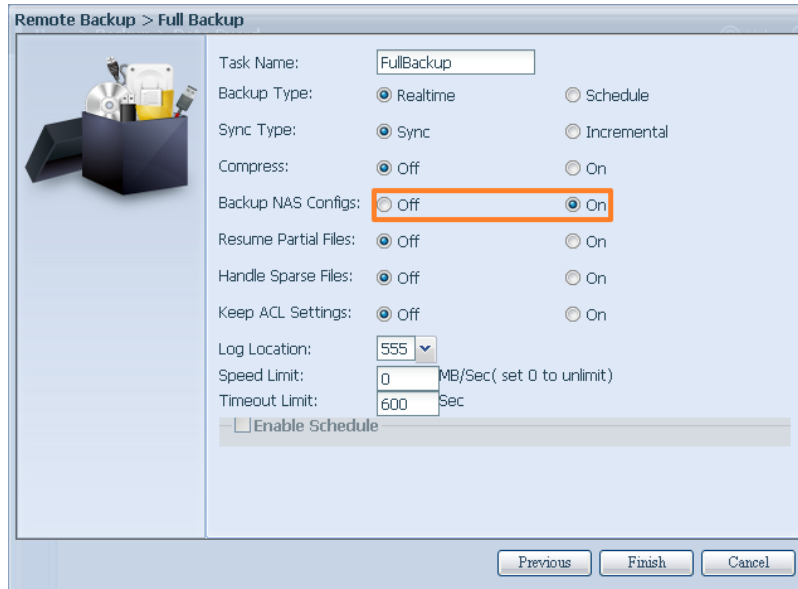 Remote Backup > Full Backup
Task Name: FullBackup
Backup Type: Realtime Schedule
Sync Type: Sync Incremental
Compress: Off On
Backup NAS Configs: Off On
Resume Partial Files: Off On
Handle Sparse Files: Off On
Keep ACL Settings: Off On
Log Location: 555
Speed Limit: 0 MB/Sec( set 0 to unlimit)
Timeout Limit: 600 Sec
Enable Schedule
Previous Finish Cancel